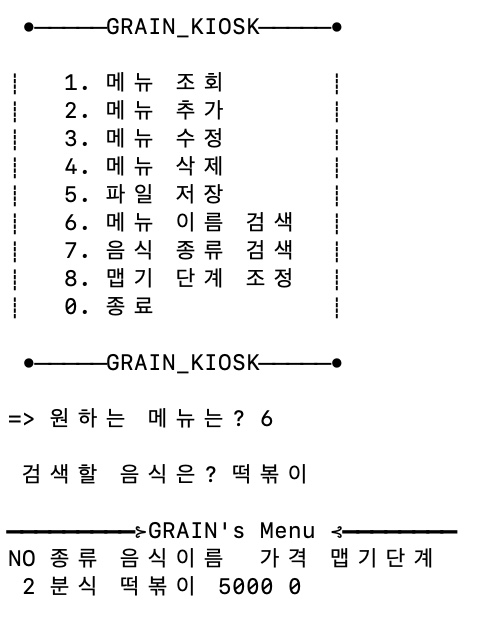 ●─────GRAIN_KIOSK─────●
┆ 1. 메뉴 조회 ┆
┆ 2. 메뉴 추가 ┆
┆ 3. 메뉴 수정 ┆
┆ 4. 메뉴 삭제 ┆
┆ 5. 파일 저장 ┆
┆ 6. 메뉴 이름 검색 ┆
┆ 7. 음식 종류 검색 ┆
┆ 8. 맵기 단계 조정 ┆
┆ 0. 종료 ┆
●─────GRAIN_KIOSK─────●
=> 원하는 메뉴는? 6
검색할 음식은? 떡볶이
━━━━━━━━━⊱GRAIN's Menu ⊰━━━━━━━━
NO 종류 음식이름 가격 맵기단계
2 분식 떡볶이 5000 0